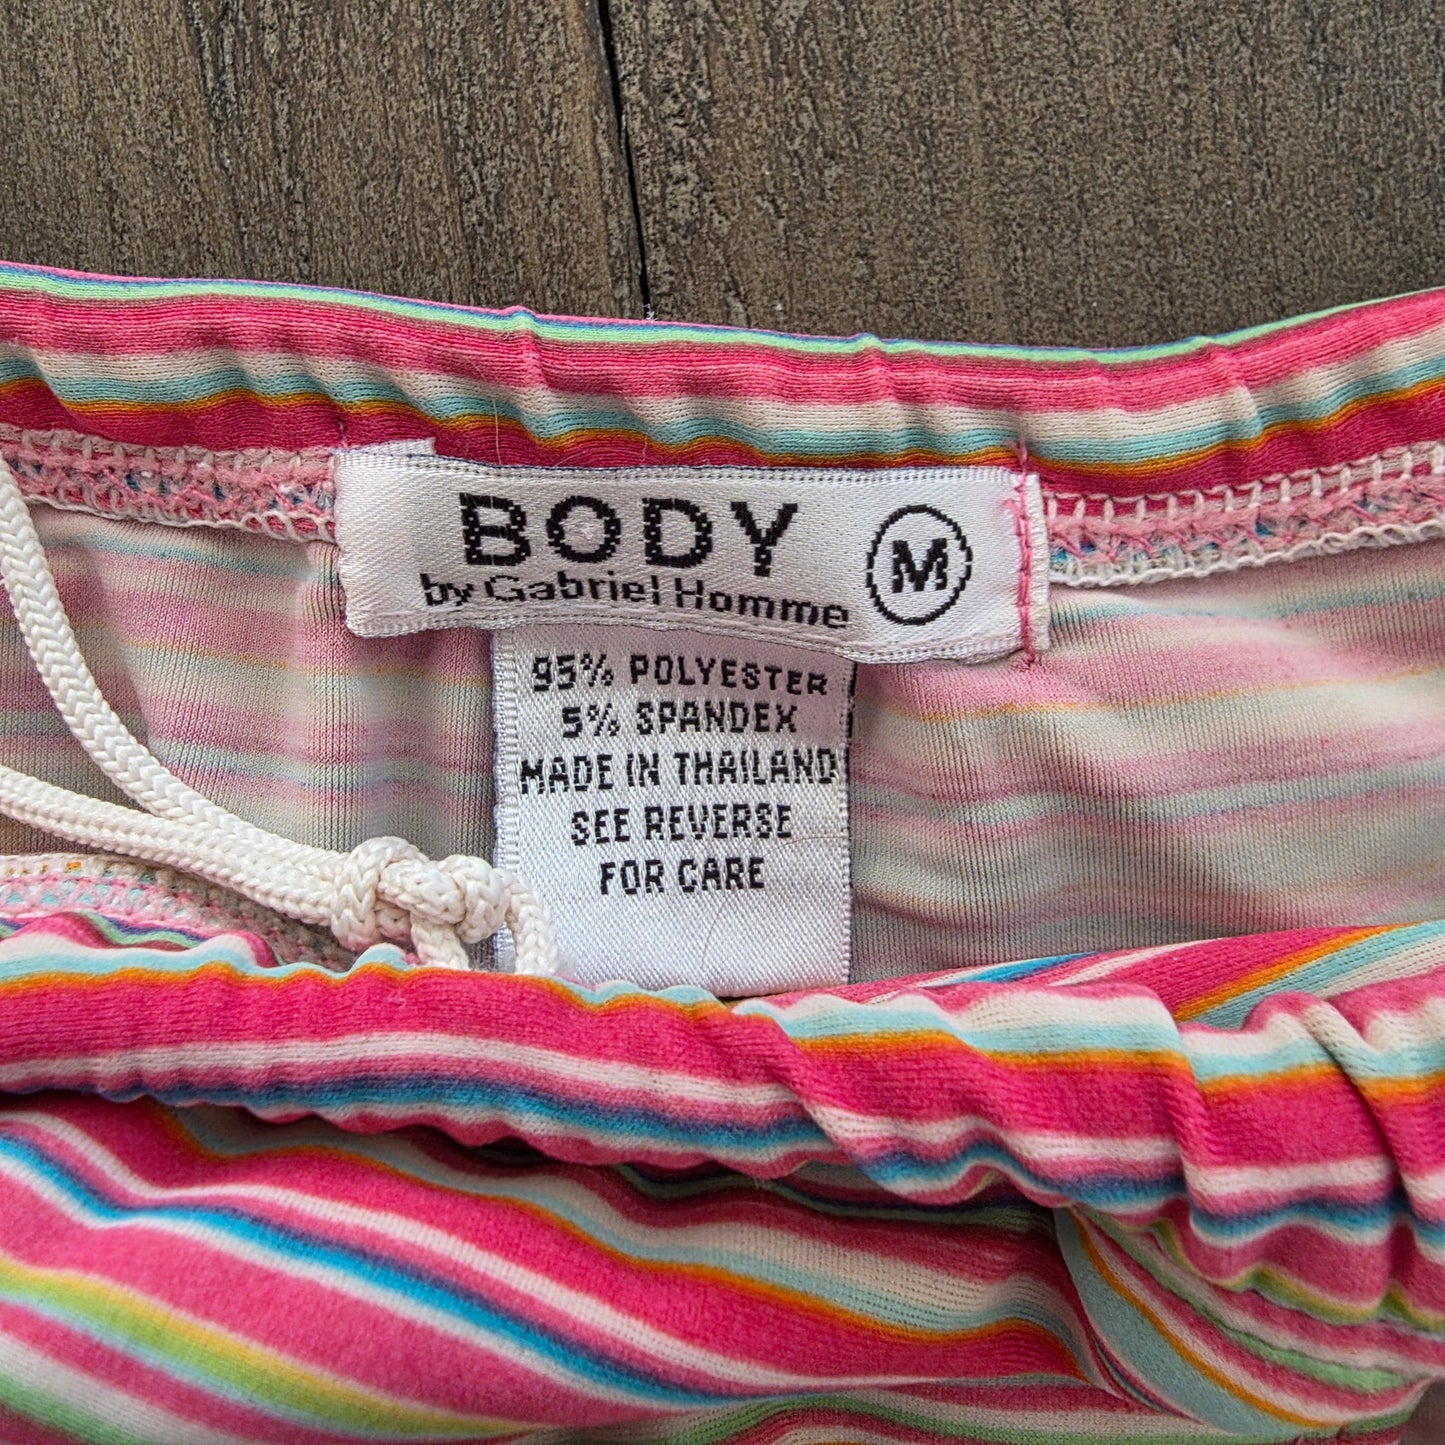 BODY
by Gabriel Homme
M
95% POLYESTER
5% SPANDEX
MADE IN THAILAND
SEE REVERSE
FOR CARE